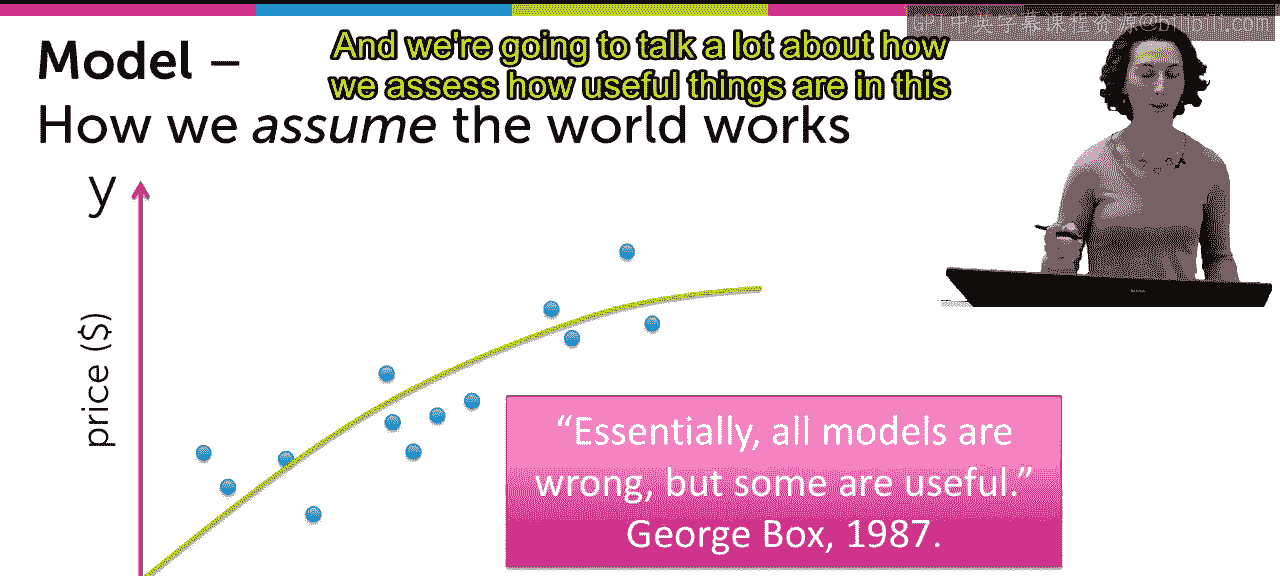 GPT中英字幕课程资源@bilibili.com
Model –
And we're going to talk a lot about how
we assess how useful things are in this
How we assume the world works
y
price ($)
“Essentially, all models are
wrong, but some are useful.”
George Box, 1987.